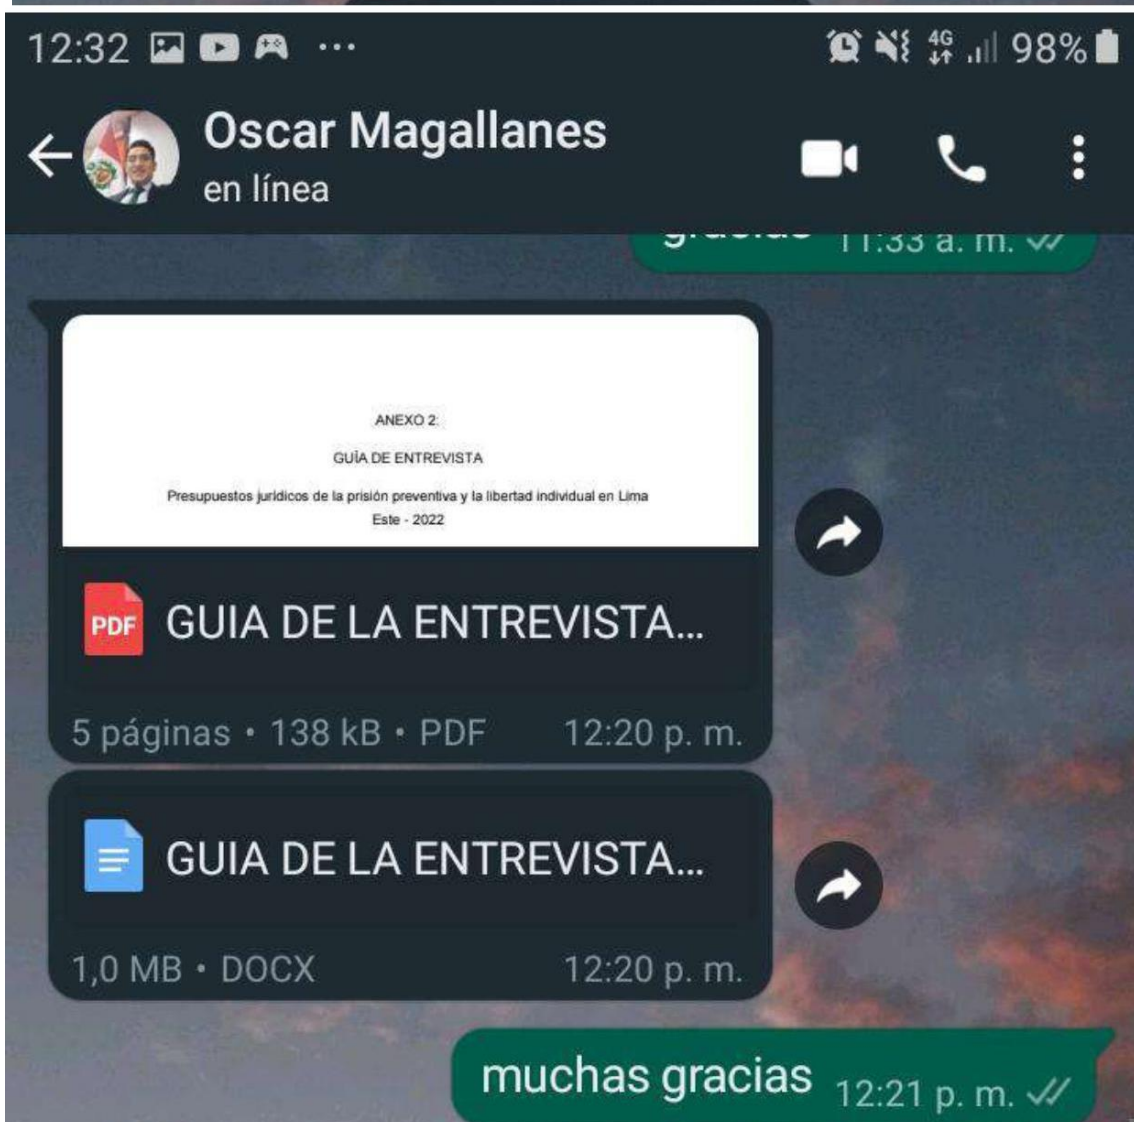 12:32 98%
4G
Oscar Magallanes
en línea
gracias 11:33 a. m.
ANEXO 2:
GUÍA DE ENTREVISTA
Presupuestos jurídicos de la prisión preventiva y la libertad individual en Lima
Este - 2022
PDF GUIA DE LA ENTREVISTA...
5 páginas • 138 kB • PDF 12:20 p. m.
GUIA DE LA ENTREVISTA...
1,0 MB • DOCX 12:20 p. m.
muchas gracias 12:21 p. m.